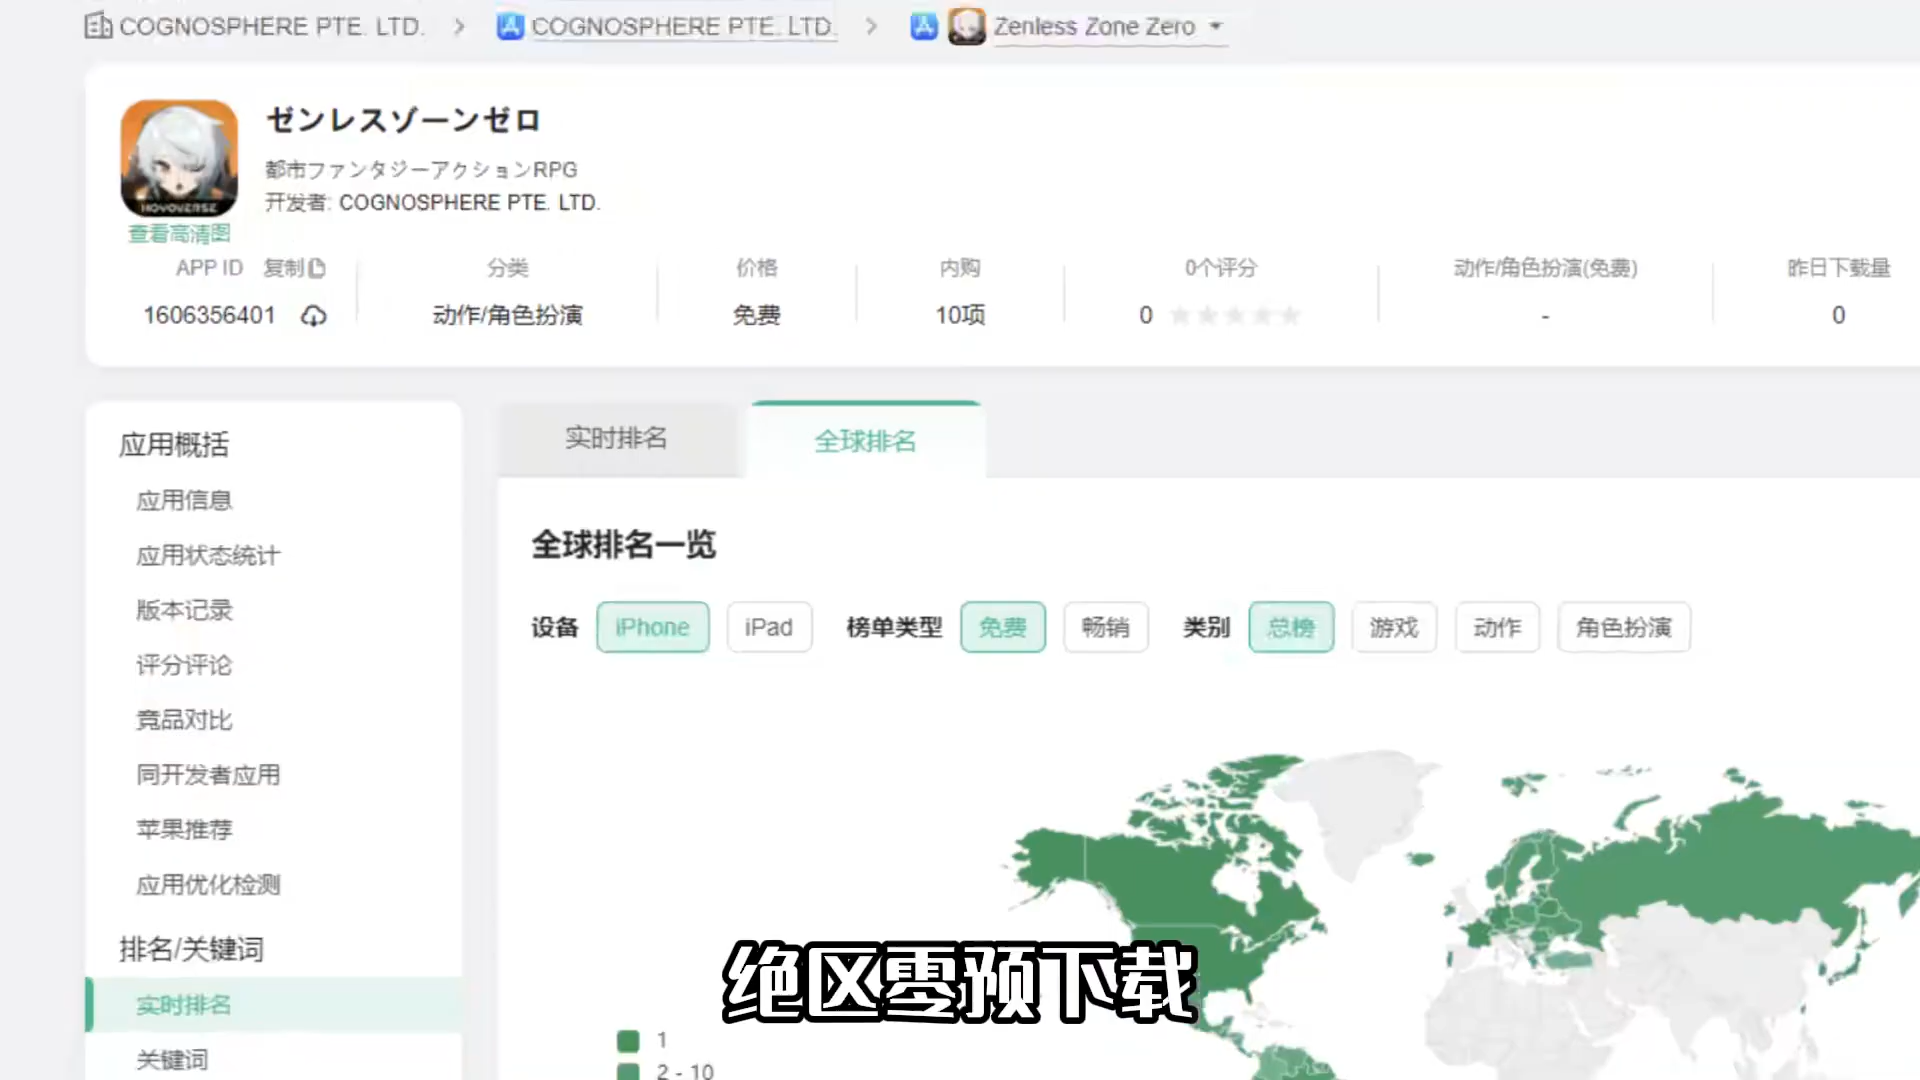 COGNOSPHERE PTE. LTD. > COGNOSPHERE PTE. LTD. > Zenless Zone Zero
ゼンレスゾーンゼロ
都市ファンタジーアクションRPG
开发者: COGNOSPHERE PTE. LTD.
HOYOVERSE
查看高清图
APP ID 复制 分类 价格 内购 0个评分 动作/角色扮演(免费) 昨日下载量
1606356401 动作/角色扮演 免费 10项 0 ★★★★★ - 0
应用概括
应用信息
应用状态统计
版本记录
评分评论
竞品对比
同开发者应用
苹果推荐
应用优化检测
排名/关键词
实时排名
关键词
实时排名 全球排名
全球排名一览
设备 iPhone iPad 榜单类型 免费 畅销 类别 总榜 游戏 动作 角色扮演
绝区零预下载
1
2 - 10